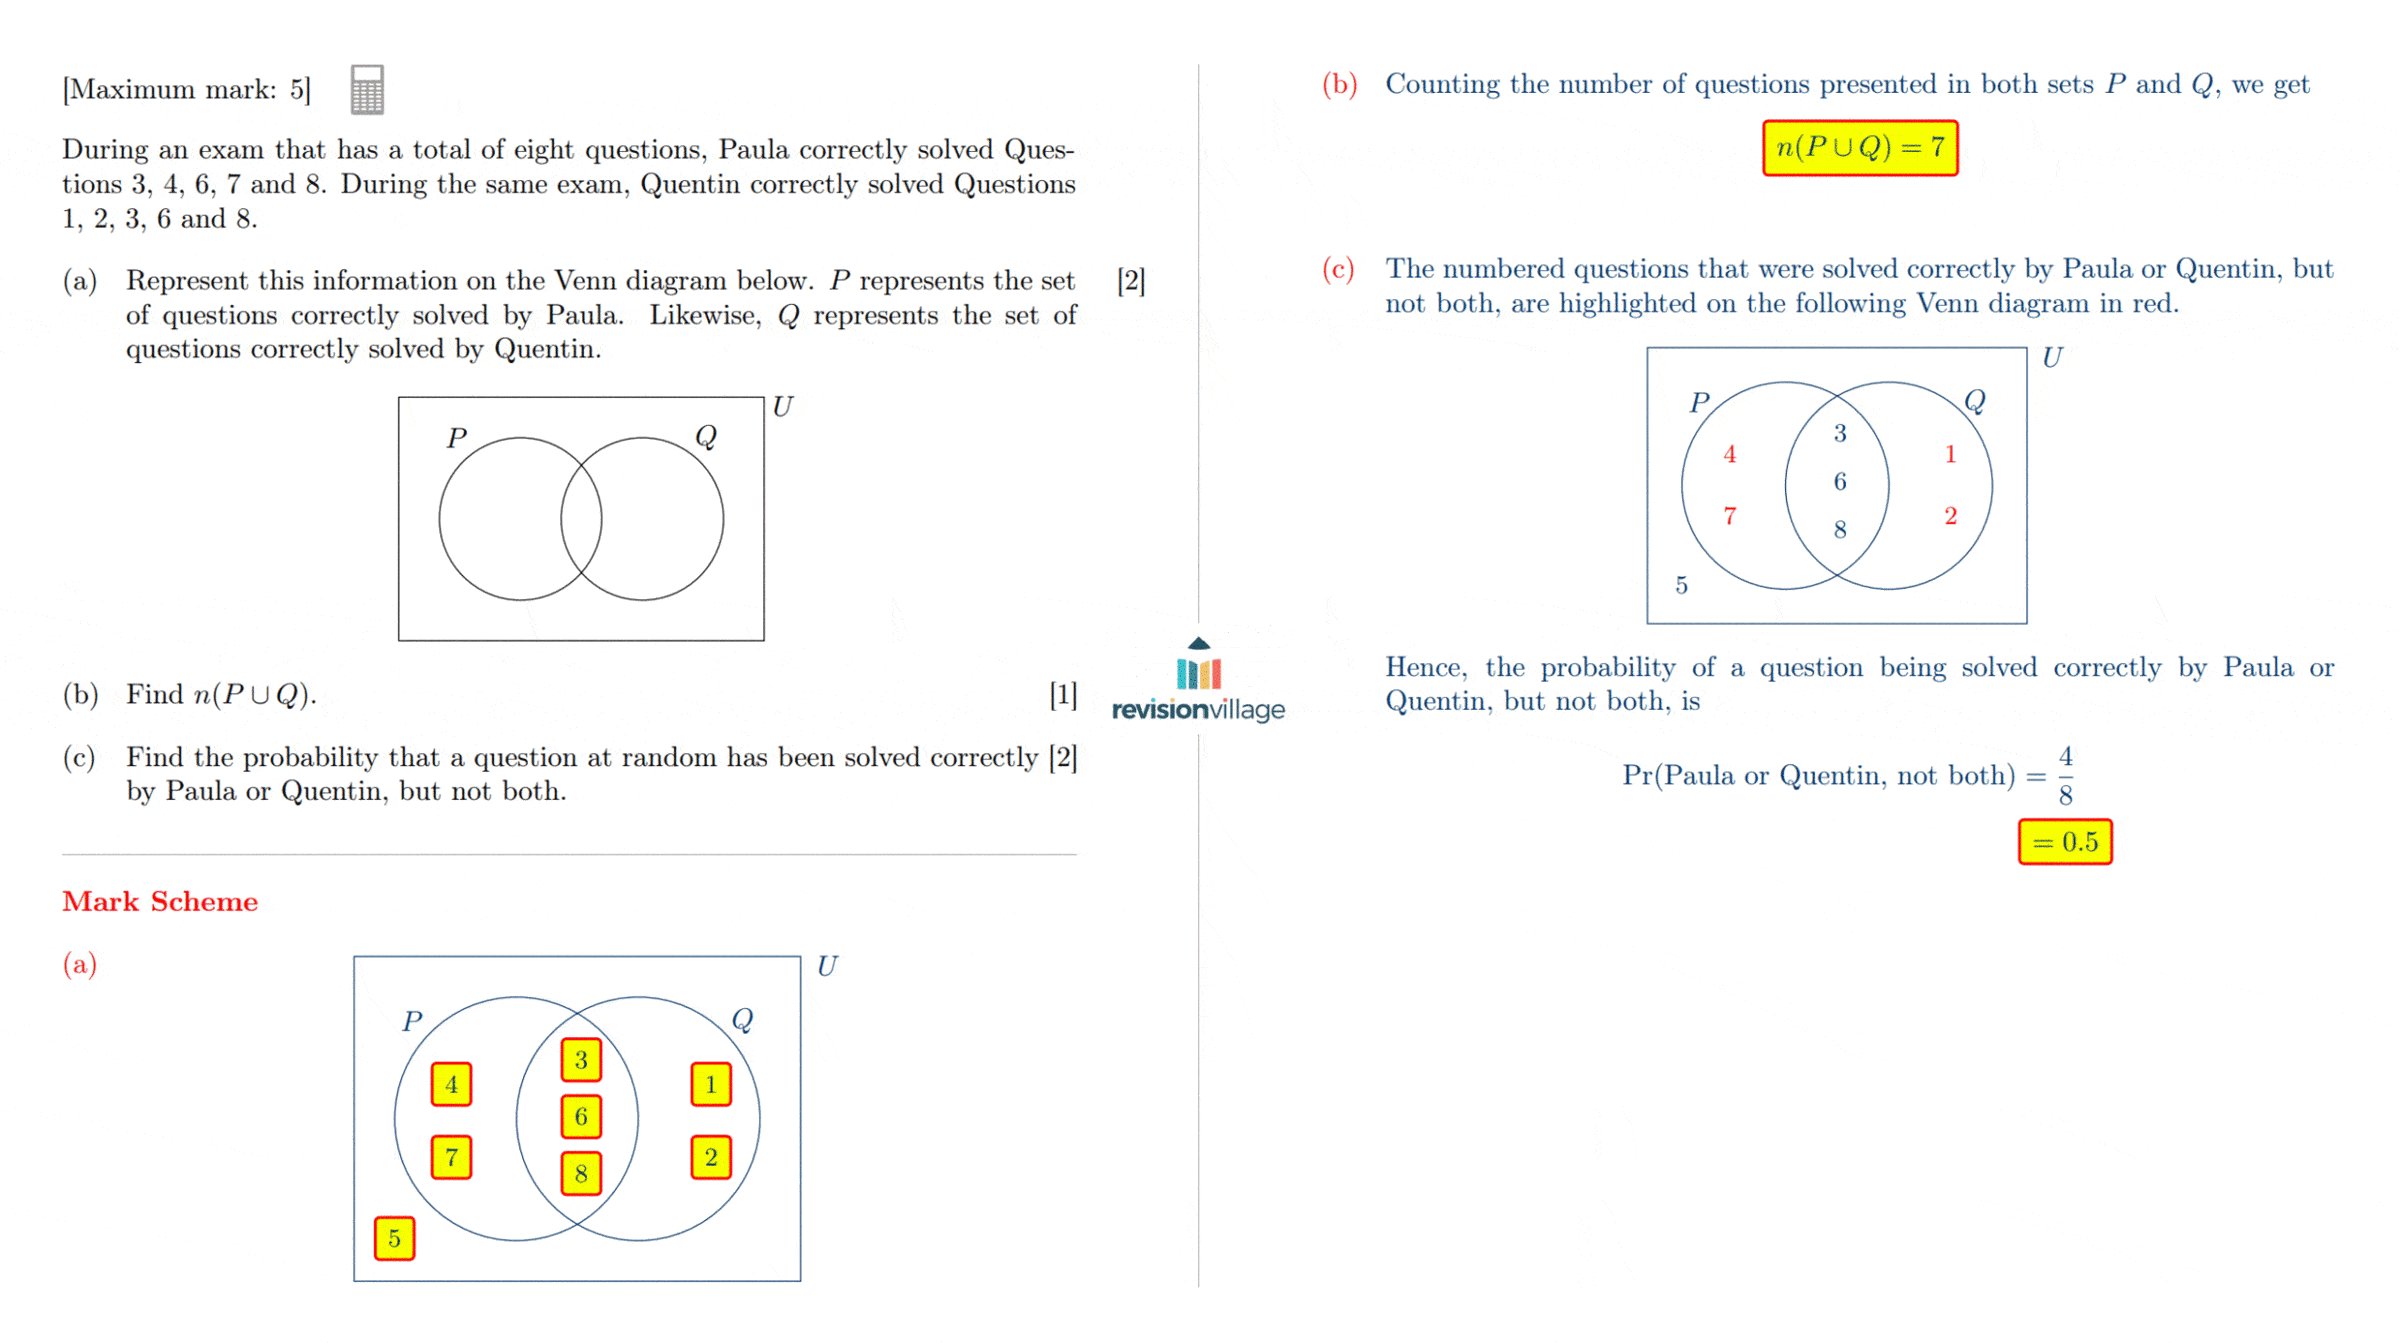 [Maximum mark: 5]
During an exam that has a total of eight questions, Paula correctly solved Ques-
tions 3, 4, 6, 7 and 8. During the same exam, Quentin correctly solved Questions
1, 2, 3, 6 and 8.
(a) Represent this information on the Venn diagram below. P represents the set [2]
of questions correctly solved by Paula. Likewise, Q represents the set of
questions correctly solved by Quentin.
U
P Q
(b) Find n(P ∪ Q). [1]
(c) Find the probability that a question at random has been solved correctly [2]
by Paula or Quentin, but not both.
Mark Scheme
(a)
U
P Q
3
4 1
6
7 2
8
5
revisionvillage
(b) Counting the number of questions presented in both sets P and Q, we get
n(P ∪ Q) = 7
(c) The numbered questions that were solved correctly by Paula or Quentin, but
not both, are highlighted on the following Venn diagram in red.
U
P Q
3
4 1
6
7 2
8
5
Hence, the probability of a question being solved correctly by Paula or
Quentin, but not both, is
Pr(Paula or Quentin, not both) = 4/8
= 0.5